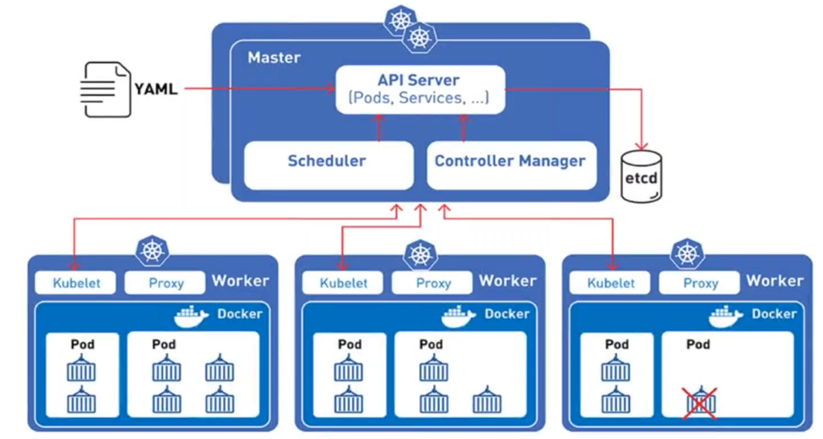 Master
API Server
(Pods, Services, ...)
YAML
Scheduler
Controller Manager
etcd
Kubelet
Proxy
Worker
Docker
Pod
Pod
Kubelet
Proxy
Worker
Docker
Pod
Pod
Kubelet
Proxy
Worker
Docker
Pod
Pod